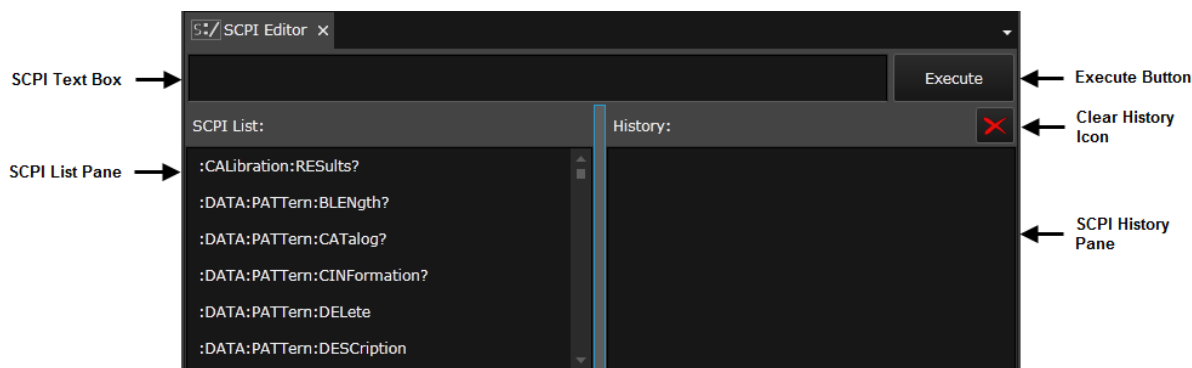 S:/ SCPI Editor ×
SCPI Text Box
Execute
Execute Button
SCPI List:
History:
Clear History
Icon
SCPI List Pane
:CALibration:RESults?
:DATA:PATTern:BLENgth?
:DATA:PATTern:CATalog?
SCPI History
Pane
:DATA:PATTern:CINFormation?
:DATA:PATTern:DELete
:DATA:PATTern:DESCription